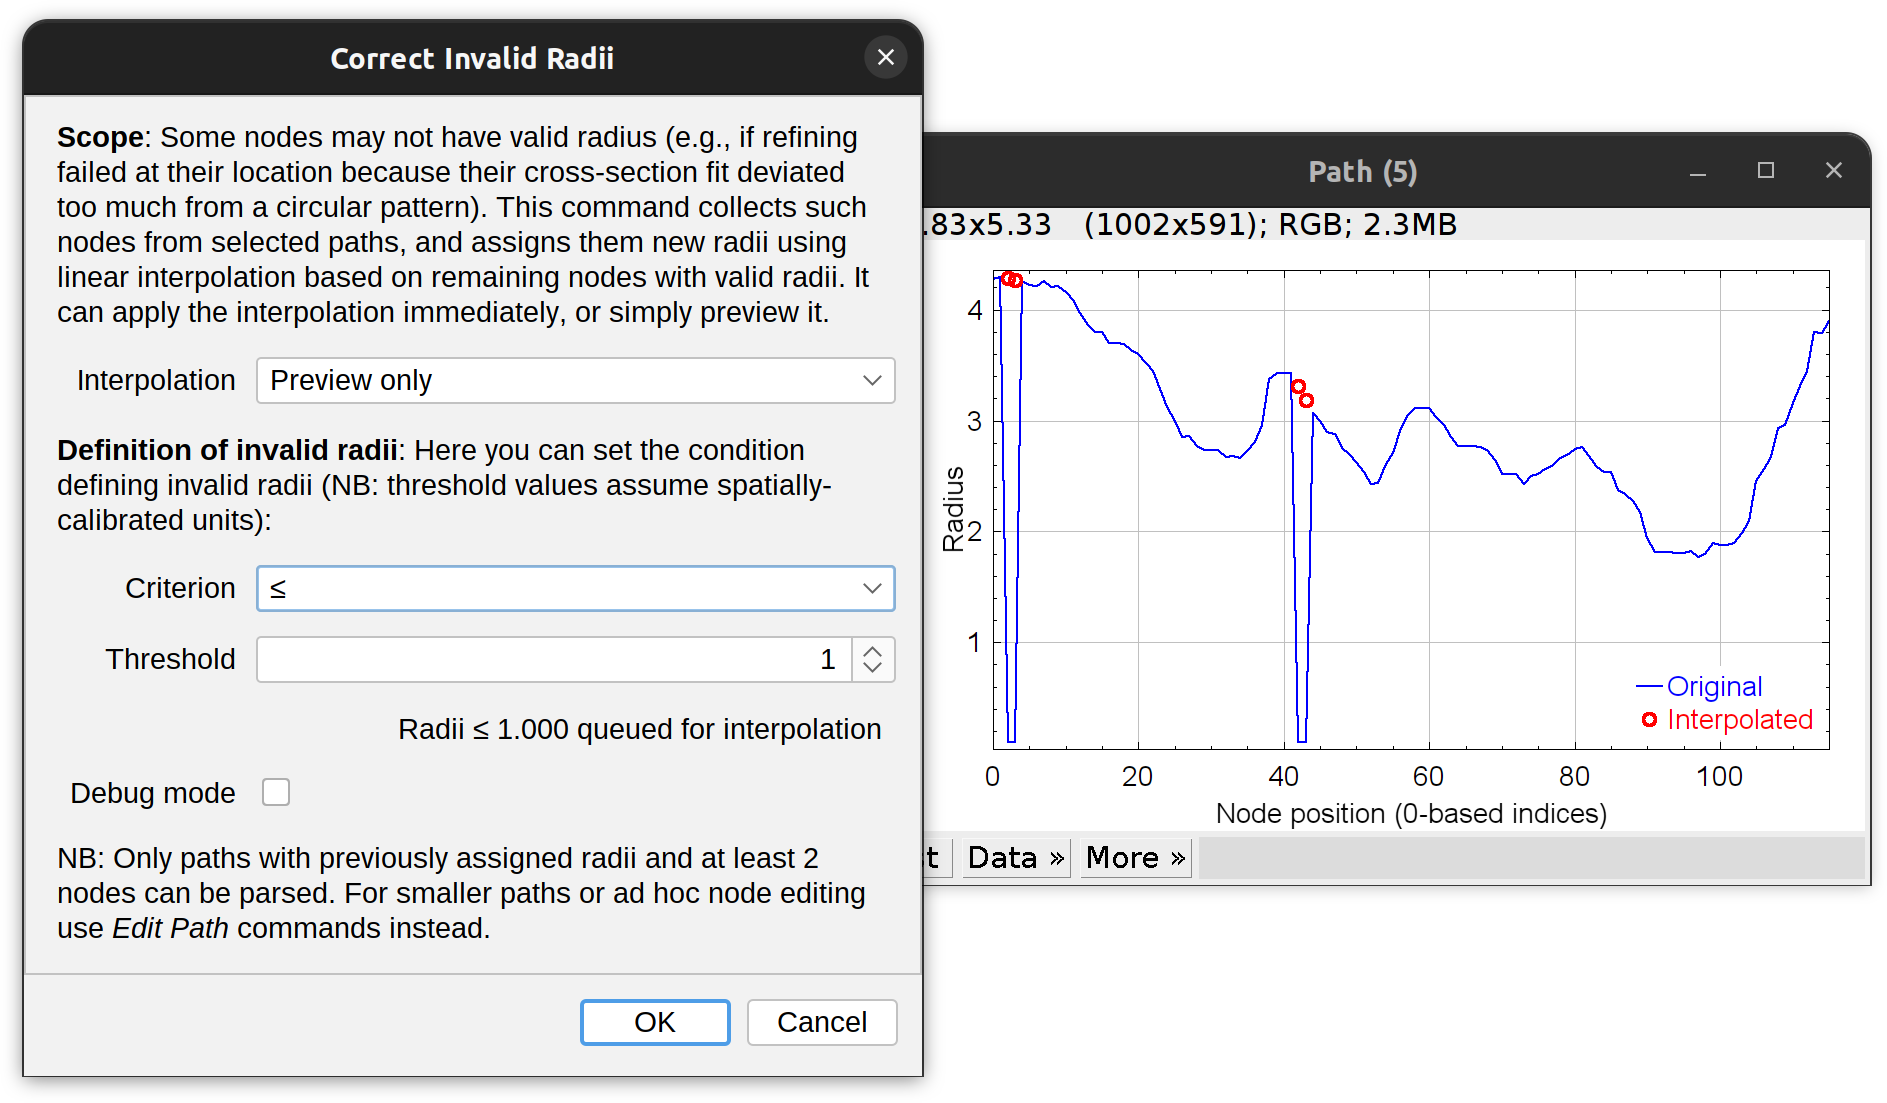 Correct Invalid Radii
Scope: Some nodes may not have valid radius (e.g., if refining
failed at their location because their cross-section fit deviated
too much from a circular pattern). This command collects such
nodes from selected paths, and assigns them new radii using
linear interpolation based on remaining nodes with valid radii. It
can apply the interpolation immediately, or simply preview it.
Interpolation Preview only
Definition of invalid radii: Here you can set the condition
defining invalid radii (NB: threshold values assume spatially-
calibrated units):
Criterion ≤
Threshold 1
Radii ≤ 1.000 queued for interpolation
Debug mode
NB: Only paths with previously assigned radii and at least 2
nodes can be parsed. For smaller paths or ad hoc node editing
use Edit Path commands instead.
OK Cancel
Path (5)
.83x5.33 (1002x591); RGB; 2.3MB
4
3
2
1
Radius
Original
Interpolated
0 20 40 60 80 100
Node position (0-based indices)
t Data » More »